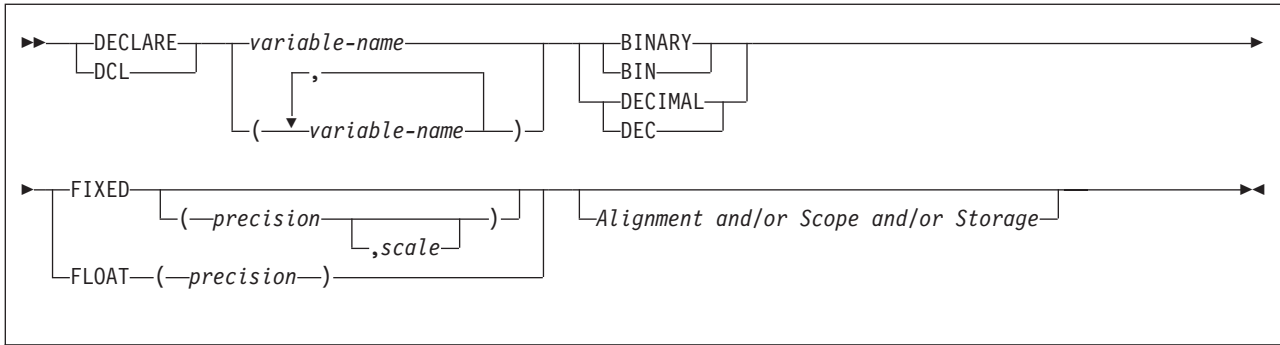 DECLARE variable-name BINARY
DCL , BIN
DECIMAL
( variable-name ) DEC
FIXED
( precision ) Alignment and/or Scope and/or Storage
,scale
FLOAT ( precision )